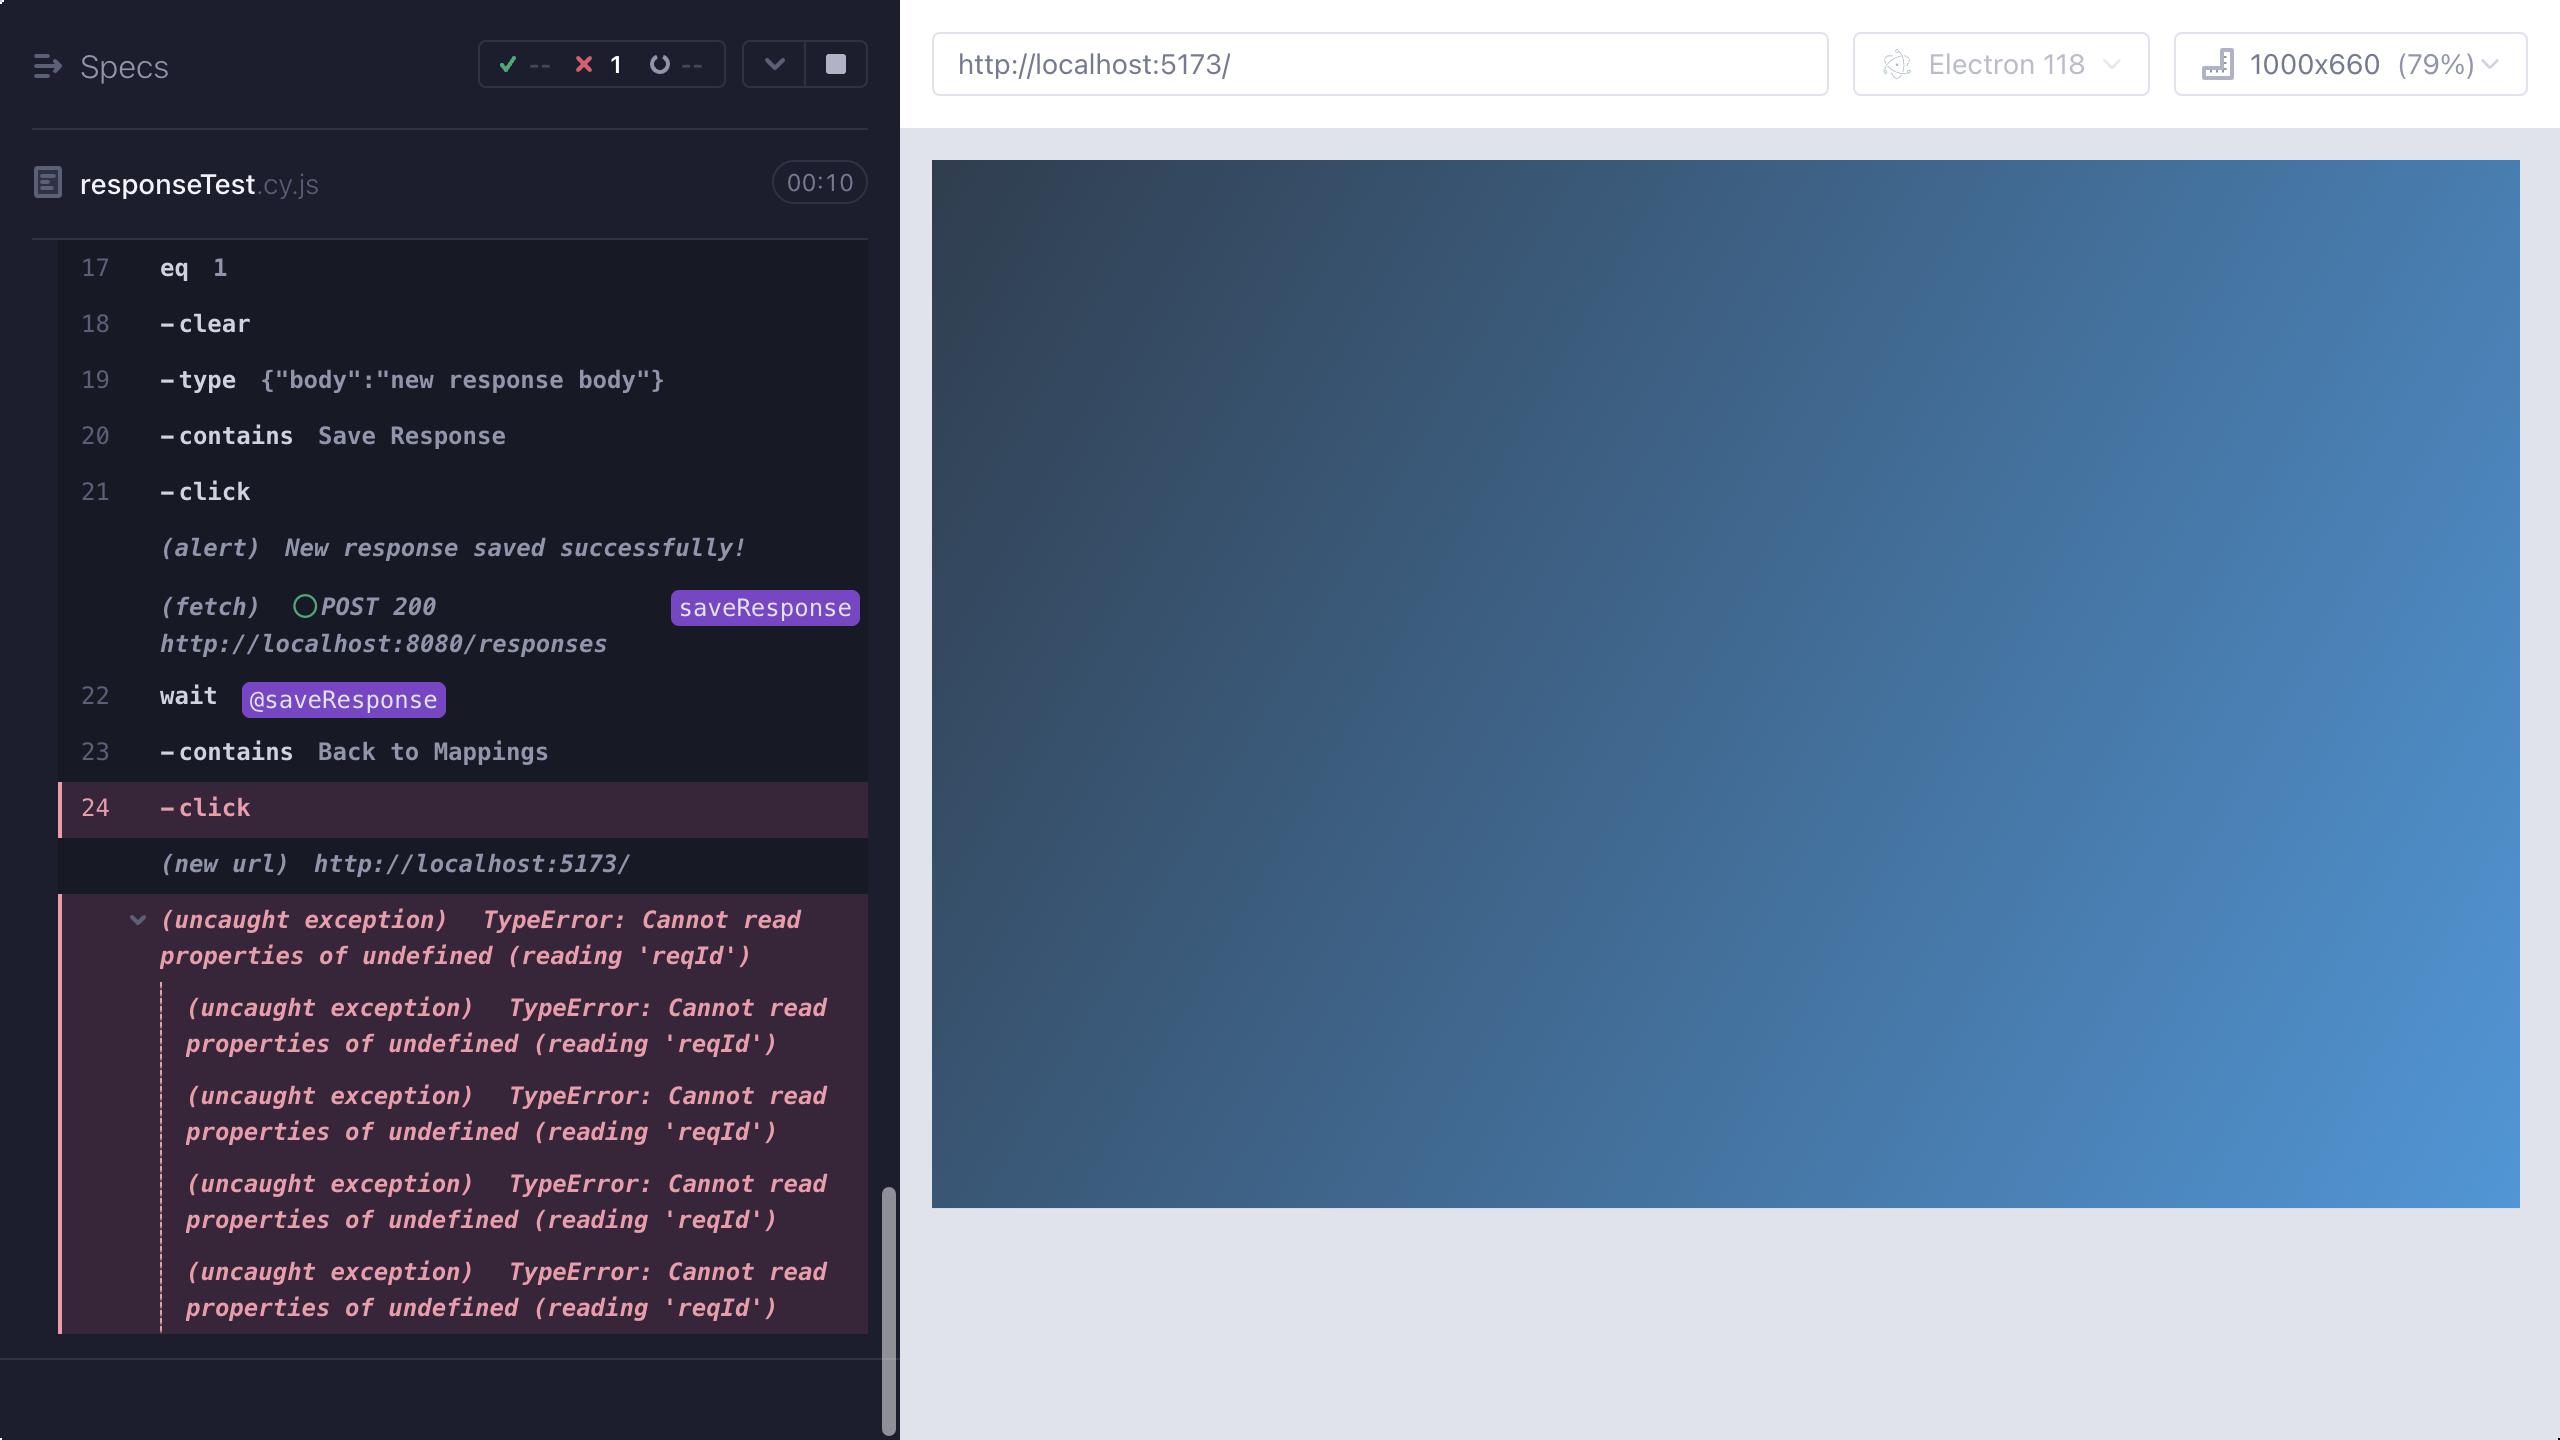 Specs
-- 1 --
responseTest.cy.js 00:10
17 eq 1
18 -clear
19 -type {"body":"new response body"}
20 -contains Save Response
21 -click
(alert) New response saved successfully!
(fetch) POST 200 saveResponse
http://localhost:8080/responses
22 wait @saveResponse
23 -contains Back to Mappings
24 -click
(new url) http://localhost:5173/
(uncaught exception) TypeError: Cannot read
properties of undefined (reading 'reqId')
(uncaught exception) TypeError: Cannot read
properties of undefined (reading 'reqId')
(uncaught exception) TypeError: Cannot read
properties of undefined (reading 'reqId')
(uncaught exception) TypeError: Cannot read
properties of undefined (reading 'reqId')
(uncaught exception) TypeError: Cannot read
properties of undefined (reading 'reqId')
http://localhost:5173/
Electron 118
1000x660 (79%)